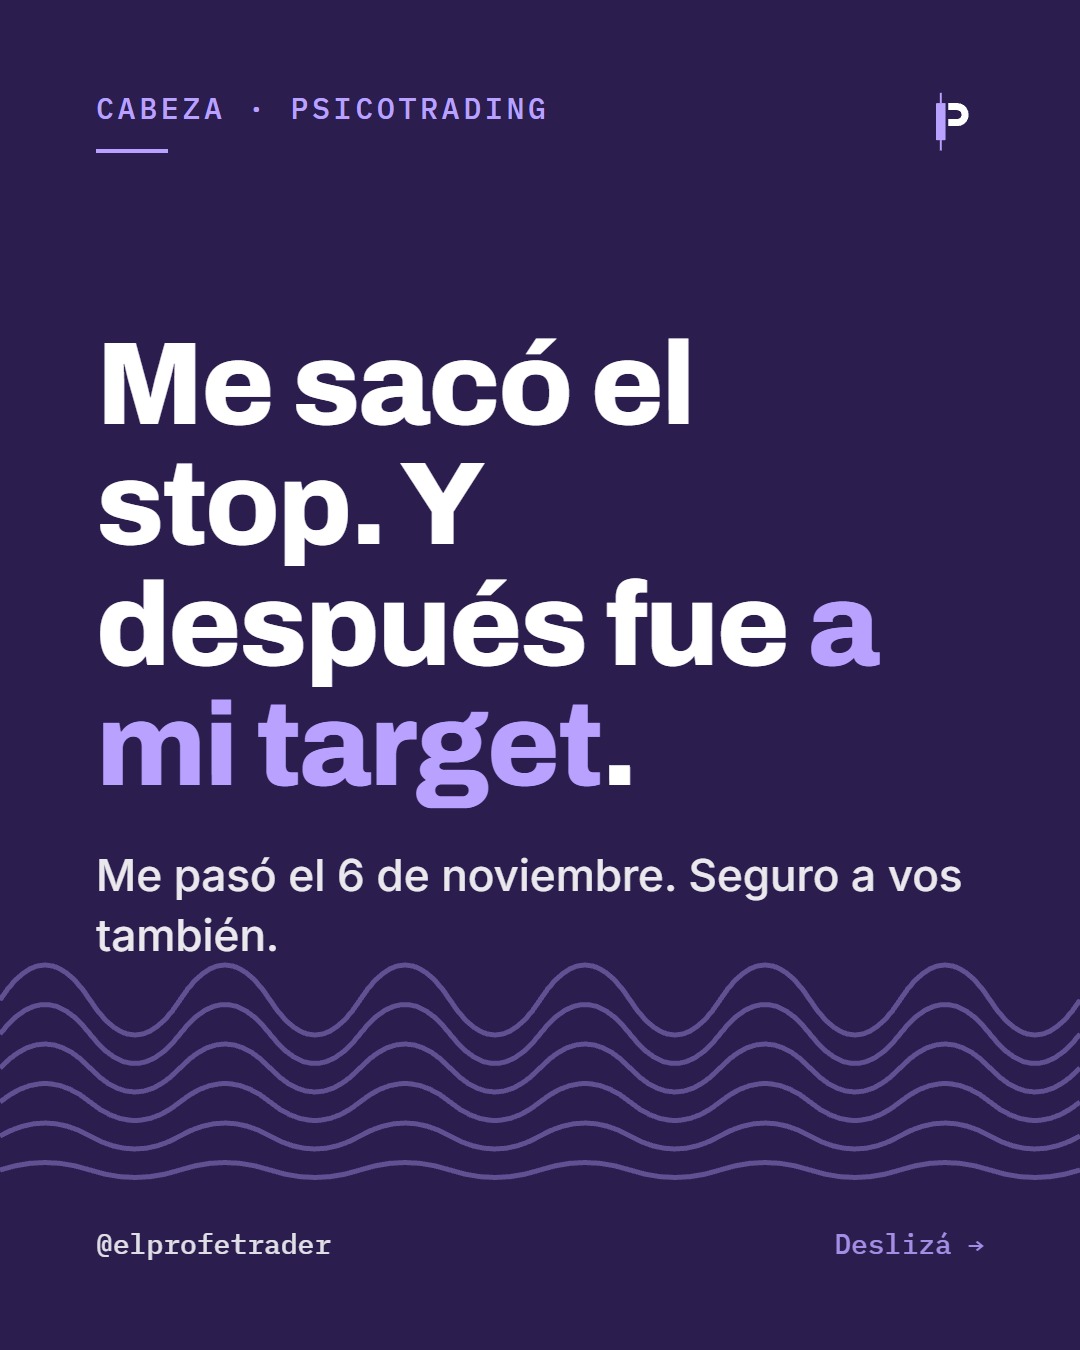 CABEZA · PSICOTRADING
P
Me sacó el
stop. Y
después fue a
mi target.
Me pasó el 6 de noviembre. Seguro a vos
también.
@elprofetrader
Deslizá →